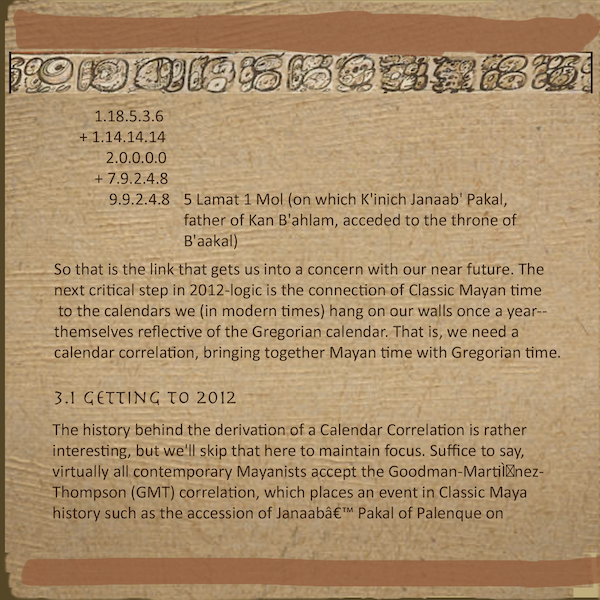 1.18.5.3.6
+ 1.14.14.14
2.0.0.0.0
+ 7.9.2.4.8
9.9.2.4.8 5 Lamat 1 Mol (on which K'inich Janaab' Pakal,
father of Kan B'ahlam, acceded to the throne of
B'aakal)
So that is the link that gets us into a concern with our near future. The
next critical step in 2012-logic is the connection of Classic Mayan time
to the calendars we (in modern times) hang on our walls once a year--
themselves reflective of the Gregorian calendar. That is, we need a
calendar correlation, bringing together Mayan time with Gregorian time.
3.1 GETTING TO 2012
The history behind the derivation of a Calendar Correlation is rather
interesting, but we'll skip that here to maintain focus. Suffice to say,
virtually all contemporary Mayanists accept the Goodman-Martil□nez-
Thompson (GMT) correlation, which places an event in Classic Maya
history such as the accession of Janaabâ€™ Pakal of Palenque on